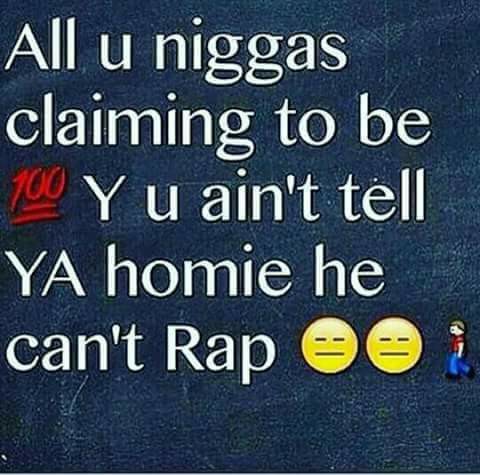 All u niggas
claiming to be
💯 Y u ain't tell
YA homie he
can't Rap 😑😑🚶